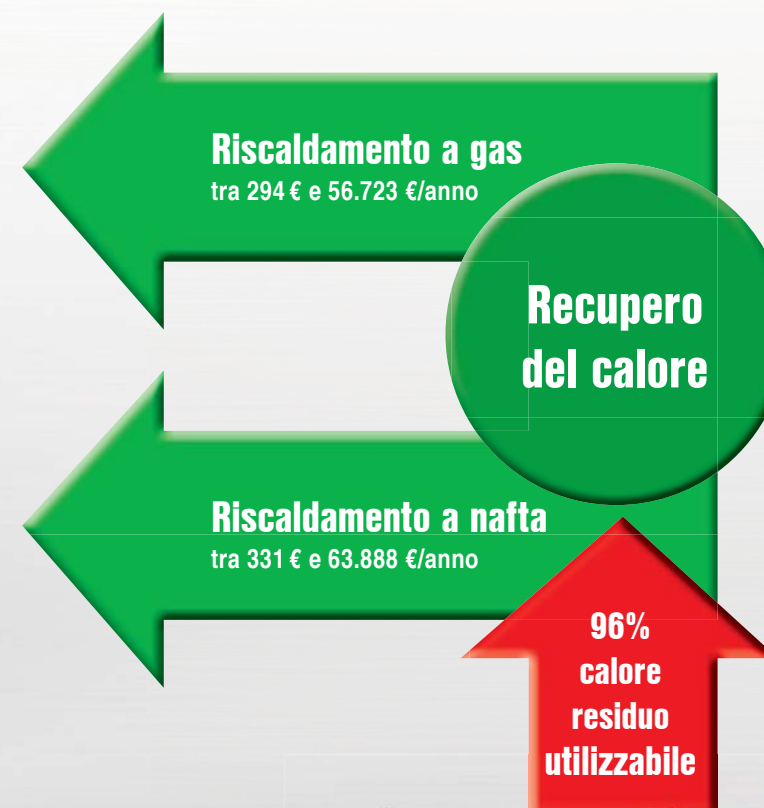 Riscaldamento a gas
tra 294 € e 56.723 €/anno
Recupero
del calore
Riscaldamento a nafta
tra 331 € e 63.888 €/anno
96%
calore
residuo
utilizzabile